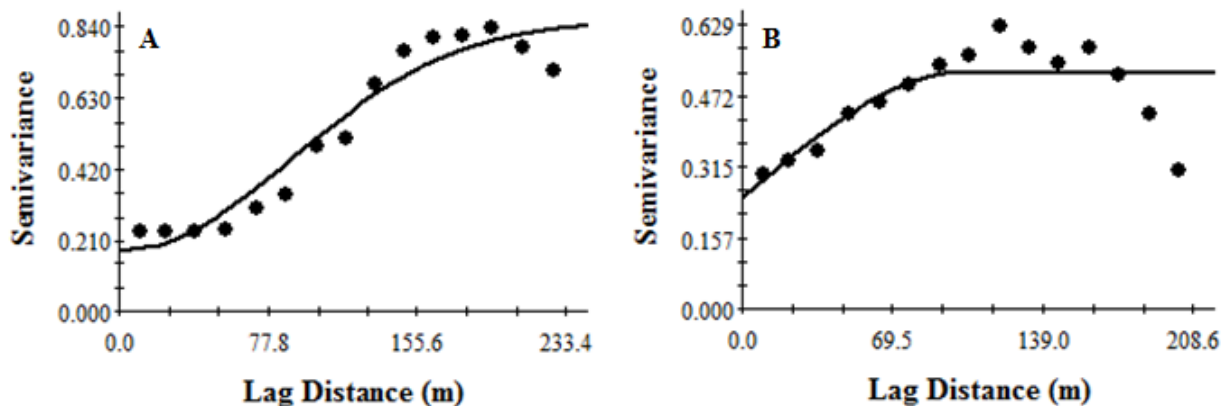 A
Semivariance
0.840
0.630
0.420
0.210
0.000
0.0 77.8 155.6 233.4
Lag Distance (m)
B
Semivariance
0.629
0.472
0.315
0.157
0.000
0.0 69.5 139.0 208.6
Lag Distance (m)